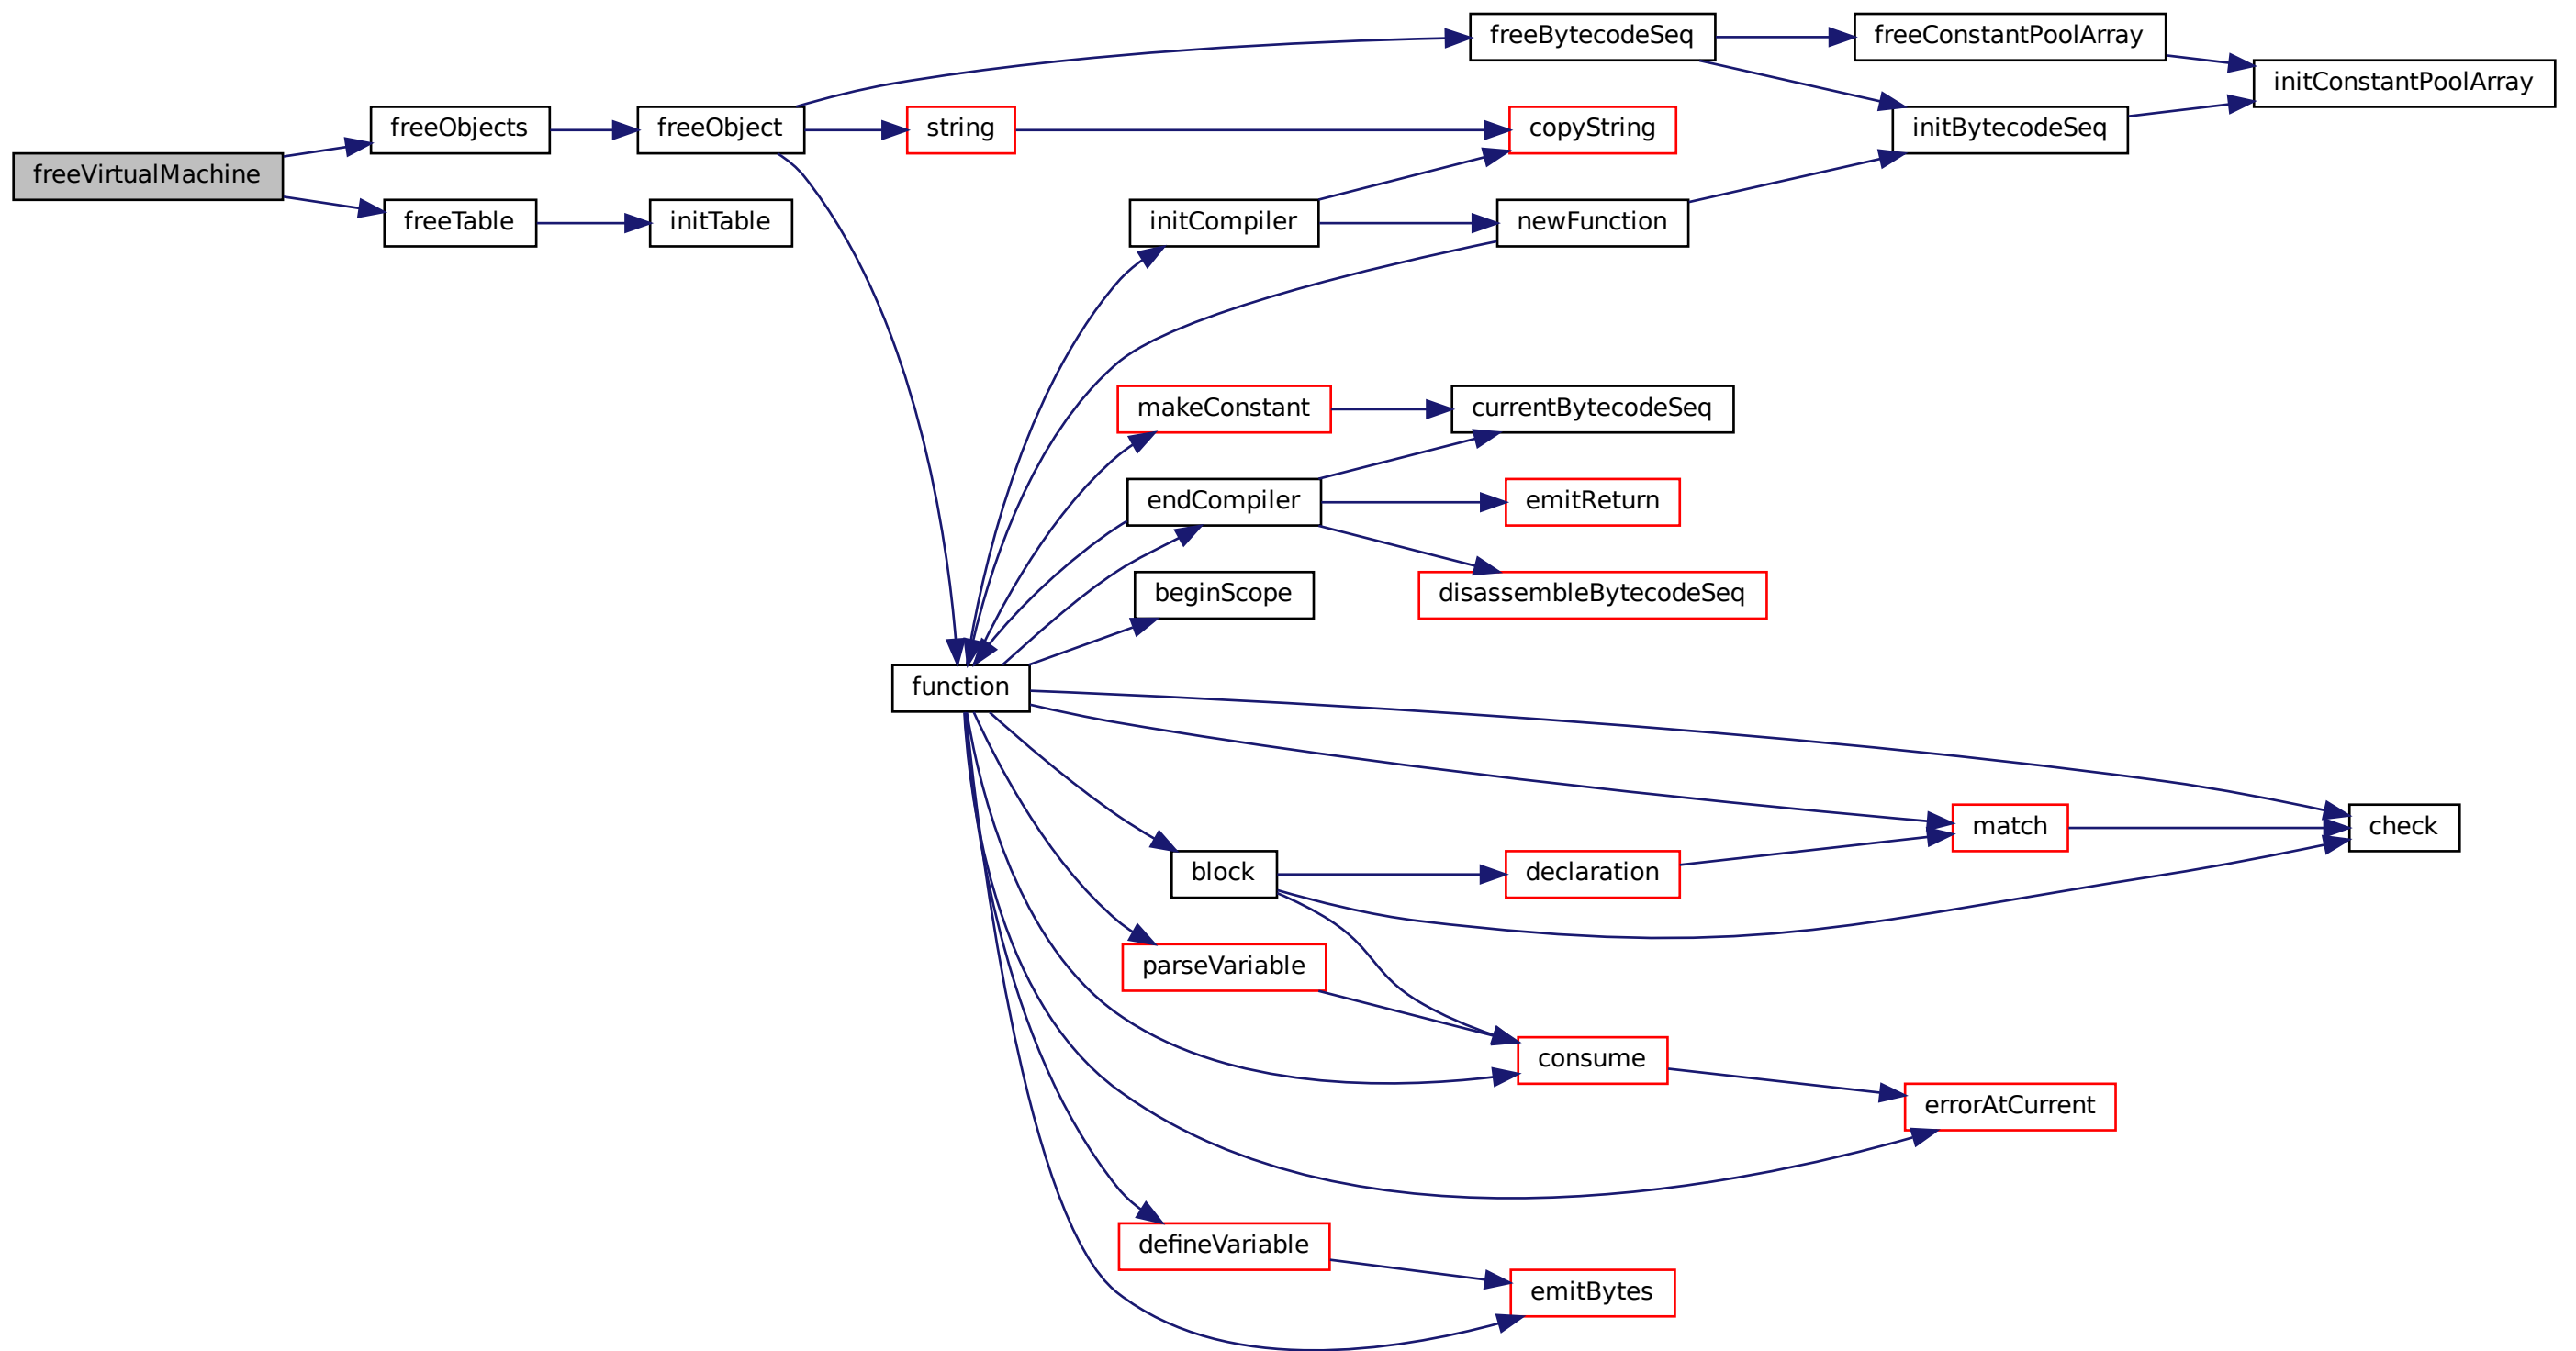 freeVirtualMachine
freeObjects
freeTable
freeObject
initTable
string
function
freeBytecodeSeq
copyString
initCompiler
newFunction
makeConstant
currentBytecodeSeq
endCompiler
emitReturn
beginScope
disassembleBytecodeSeq
block
declaration
parseVariable
consume
defineVariable
emitBytes
freeConstantPoolArray
initBytecodeSeq
initConstantPoolArray
match
check
errorAtCurrent